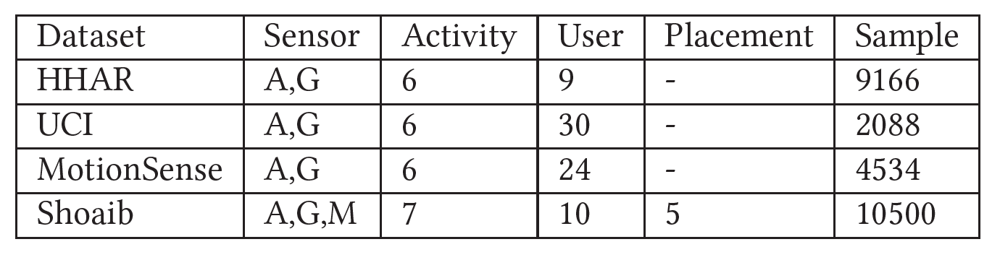 Dataset Sensor Activity User Placement Sample
HHAR A,G 6 9 - 9166
UCI A,G 6 30 - 2088
MotionSense A,G 6 24 - 4534
Shoaib A,G,M 7 10 5 10500